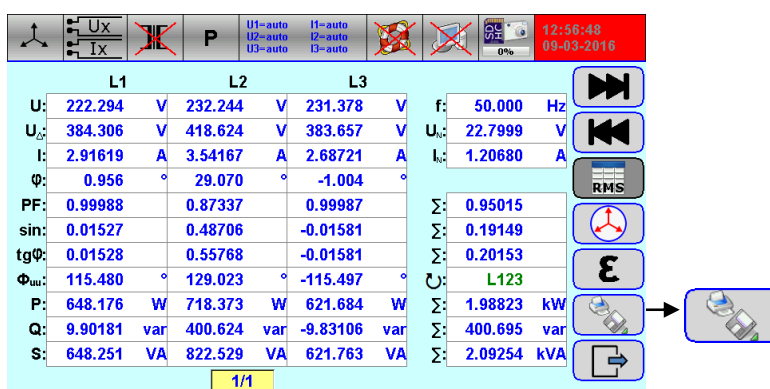 Ux
Ix
P
U1=auto I1=auto
U2=auto I2=auto
U3=auto I3=auto
SD HC
0%
12:56:48
09-03-2016
L1 L2 L3
U: 222.294 V 232.244 V 231.378 V f: 50.000 Hz
U△: 384.306 V 418.624 V 383.657 V UN: 22.7999 V
I: 2.91619 A 3.54167 A 2.68721 A IN: 1.20680 A
φ: 0.956 ° 29.070 ° -1.004 °
RMS
PF: 0.99988 0.87337 0.99987 Σ: 0.95015
sin: 0.01527 0.48706 -0.01581 Σ: 0.19149
tgφ: 0.01528 0.55768 -0.01581 Σ: 0.20153
Φuu: 115.480 ° 129.023 ° -115.497 ° ↻: L123
ε
P: 648.176 W 718.373 W 621.684 W Σ: 1.98823 kW
Q: 9.90181 var 400.624 var -9.83106 var Σ: 400.695 var
S: 648.251 VA 822.529 VA 621.763 VA Σ: 2.09254 kVA
1/1